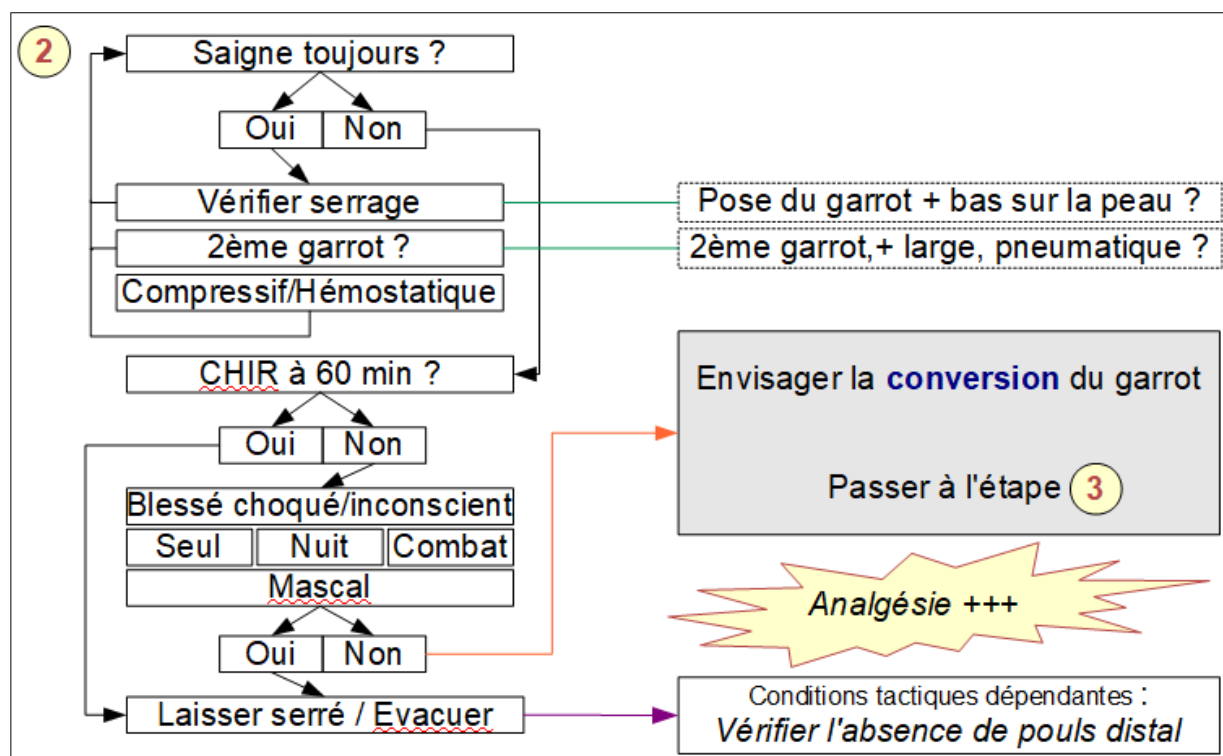 2
Saigne toujours ?
Oui Non
Vérifier serrage
Pose du garrot + bas sur la peau ?
2ème garrot ?
2ème garrot,+ large, pneumatique ?
Compressif/Hémostatique
CHIR à 60 min ?
Envisager la conversion du garrot
Oui Non
Passer à l'étape 3
Blessé choqué/inconscient
Seul Nuit Combat
Mascal
Analgésie +++
Oui Non
Laisser serré / Evacuer
Conditions tactiques dépendantes :
Vérifier l'absence de pouls distal